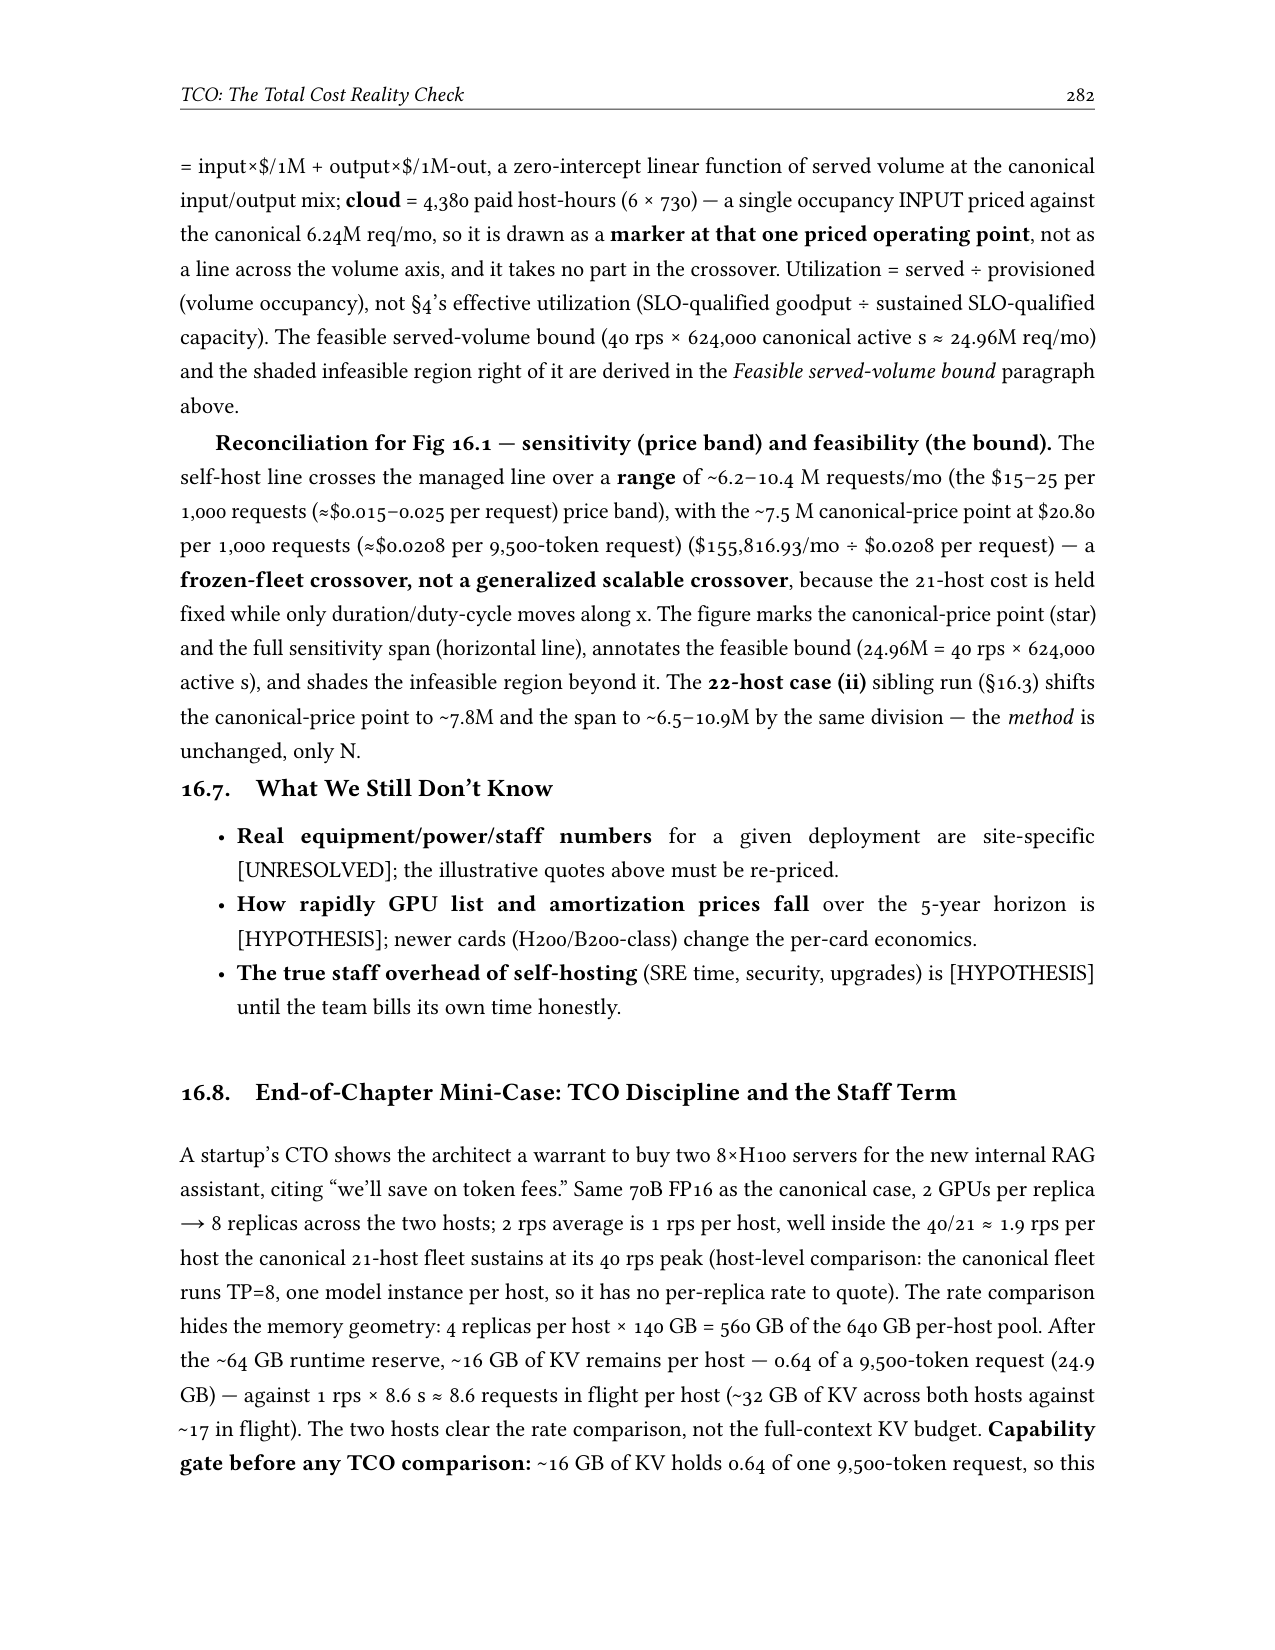 TCO: The Total Cost Reality Check 282
= input×$/1M + output×$/1M-out, a zero-intercept linear function of served volume at the canonical
input/output mix; cloud = 4,380 paid host-hours (6 × 730) — a single occupancy INPUT priced against
the canonical 6.24M req/mo, so it is drawn as a marker at that one priced operating point, not as
a line across the volume axis, and it takes no part in the crossover. Utilization = served ÷ provisioned
(volume occupancy), not §4’s effective utilization (SLO-qualified goodput ÷ sustained SLO-qualified
capacity). The feasible served-volume bound (40 rps × 624,000 canonical active s ≈ 24.96M req/mo)
and the shaded infeasible region right of it are derived in the Feasible served-volume bound paragraph
above.
Reconciliation for Fig 16.1 — sensitivity (price band) and feasibility (the bound). The
self-host line crosses the managed line over a range of ~6.2–10.4 M requests/mo (the $15–25 per
1,000 requests (≈$0.015–0.025 per request) price band), with the ~7.5 M canonical-price point at $20.80
per 1,000 requests (≈$0.0208 per 9,500-token request) ($155,816.93/mo ÷ $0.0208 per request) — a
frozen-fleet crossover, not a generalized scalable crossover, because the 21-host cost is held
fixed while only duration/duty-cycle moves along x. The figure marks the canonical-price point (star)
and the full sensitivity span (horizontal line), annotates the feasible bound (24.96M = 40 rps × 624,000
active s), and shades the infeasible region beyond it. The 22-host case (ii) sibling run (§16.3) shifts
the canonical-price point to ~7.8M and the span to ~6.5–10.9M by the same division — the method is
unchanged, only N.
16.7. What We Still Don’t Know
• Real equipment/power/staff numbers for a given deployment are site-specific
[UNRESOLVED]; the illustrative quotes above must be re-priced.
• How rapidly GPU list and amortization prices fall over the 5-year horizon is
[HYPOTHESIS]; newer cards (H200/B200-class) change the per-card economics.
• The true staff overhead of self-hosting (SRE time, security, upgrades) is [HYPOTHESIS]
until the team bills its own time honestly.
16.8. End-of-Chapter Mini-Case: TCO Discipline and the Staff Term
A startup’s CTO shows the architect a warrant to buy two 8×H100 servers for the new internal RAG
assistant, citing “we’ll save on token fees.” Same 70B FP16 as the canonical case, 2 GPUs per replica
→ 8 replicas across the two hosts; 2 rps average is 1 rps per host, well inside the 40/21 ≈ 1.9 rps per
host the canonical 21-host fleet sustains at its 40 rps peak (host-level comparison: the canonical fleet
runs TP=8, one model instance per host, so it has no per-replica rate to quote). The rate comparison
hides the memory geometry: 4 replicas per host × 140 GB = 560 GB of the 640 GB per-host pool. After
the ~64 GB runtime reserve, ~16 GB of KV remains per host — 0.64 of a 9,500-token request (24.9
GB) — against 1 rps × 8.6 s ≈ 8.6 requests in flight per host (~32 GB of KV across both hosts against
~17 in flight). The two hosts clear the rate comparison, not the full-context KV budget. Capability
gate before any TCO comparison: ~16 GB of KV holds 0.64 of one 9,500-token request, so this